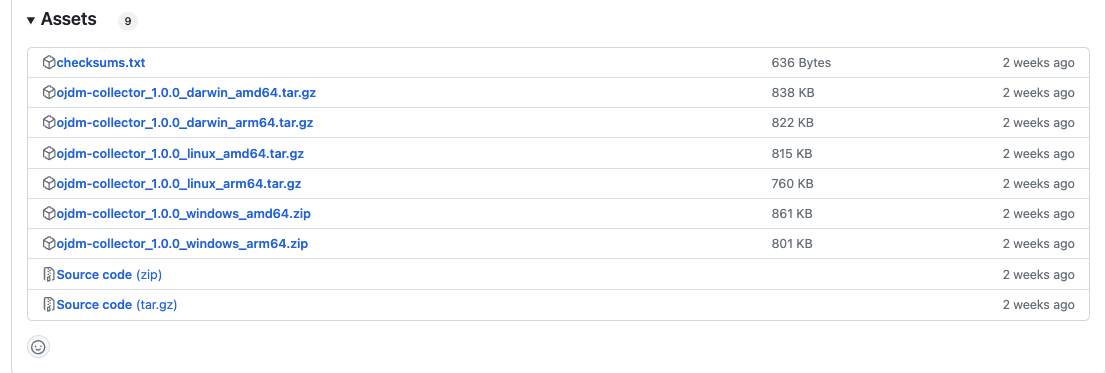 Assets 9
checksums.txt 636 Bytes 2 weeks ago
ojdm-collector_1.0.0_darwin_amd64.tar.gz 838 KB 2 weeks ago
ojdm-collector_1.0.0_darwin_arm64.tar.gz 822 KB 2 weeks ago
ojdm-collector_1.0.0_linux_amd64.tar.gz 815 KB 2 weeks ago
ojdm-collector_1.0.0_linux_arm64.tar.gz 760 KB 2 weeks ago
ojdm-collector_1.0.0_windows_amd64.zip 861 KB 2 weeks ago
ojdm-collector_1.0.0_windows_arm64.zip 801 KB 2 weeks ago
Source code (zip) 2 weeks ago
Source code (tar.gz) 2 weeks ago